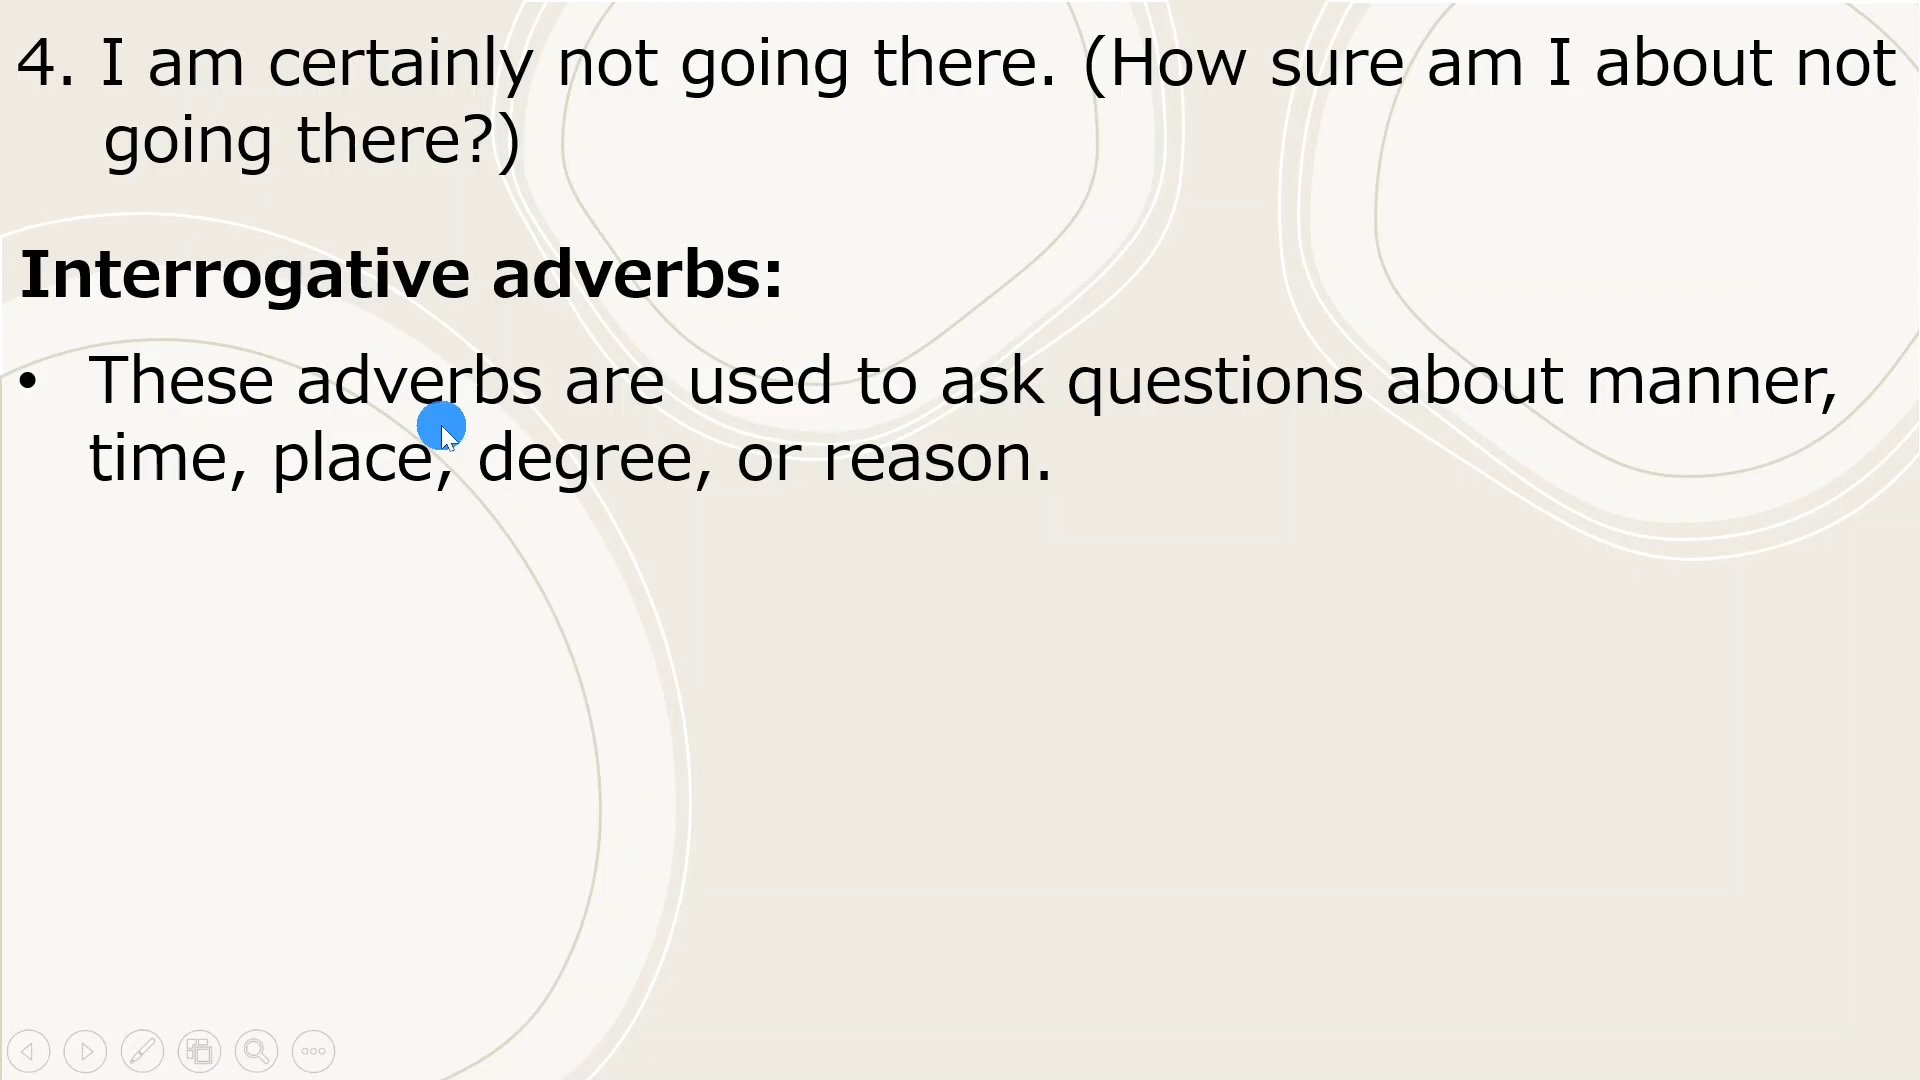 4. I am certainly not going there. (How sure am I about not
going there?)
Interrogative adverbs:
• These adverbs are used to ask questions about manner,
time, place, degree, or reason.